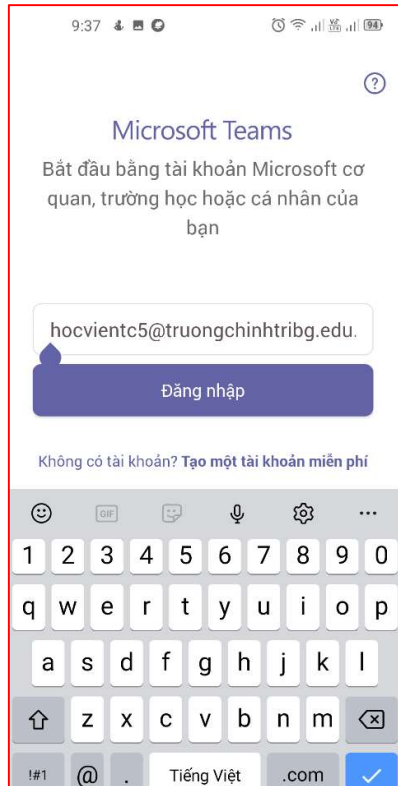 9:37
94
?
Microsoft Teams
Bắt đầu bằng tài khoản Microsoft cơ
quan, trường học hoặc cá nhân của
bạn
hocvientc5@truongchinhtribg.edu.
Đăng nhập
Không có tài khoản? Tạo một tài khoản miễn phí
GIF
1 2 3 4 5 6 7 8 9 0
q w e r t y u i o p
a s d f g h j k l
z x c v b n m
!#1 @ . Tiếng Việt .com